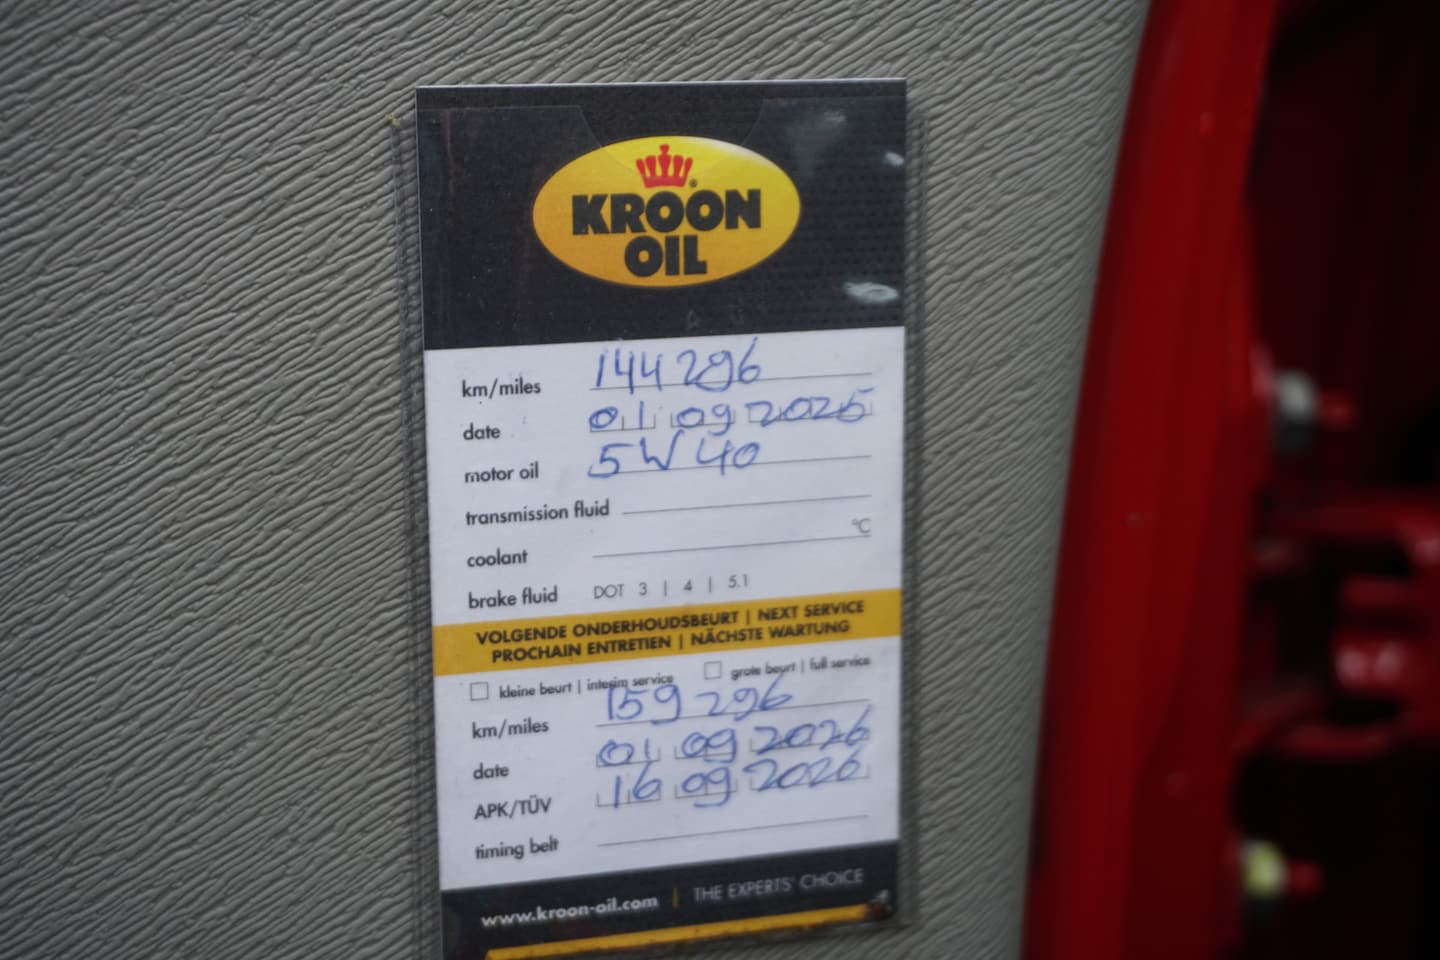 KROON
OIL
km/miles 144296
date 01 09 2025
motor oil 5W40
transmission fluid
coolant °C
brake fluid DOT 3 | 4 | 5.1
VOLGENDE ONDERHOUDSBEURT | NEXT SERVICE
PROCHAIN ENTRETIEN | NÄCHSTE WARTUNG
kleine beurt | interim service grote beurt | full service
km/miles 159296
date 01 09 2026
APK/TÜV 16 09 2026
timing belt
www.kroon-oil.com | THE EXPERTS' CHOICE